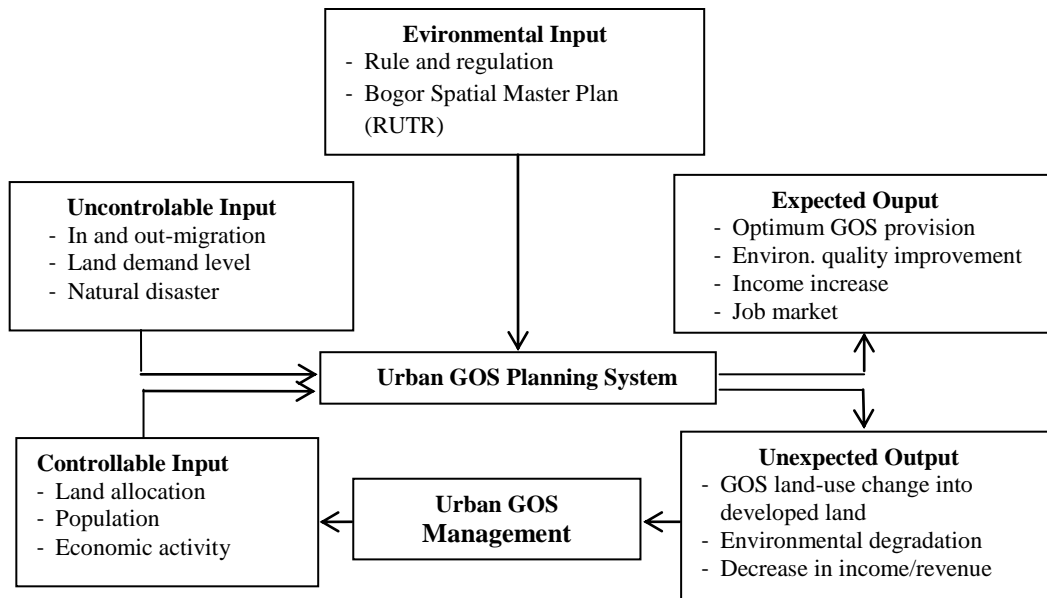 Evironmental Input
- Rule and regulation
- Bogor Spatial Master Plan
(RUTR)
Uncontrolable Input
- In and out-migration
- Land demand level
- Natural disaster
Expected Ouput
- Optimum GOS provision
- Environ. quality improvement
- Income increase
- Job market
Urban GOS Planning System
Controllable Input
- Land allocation
- Population
- Economic activity
Urban GOS
Management
Unexpected Output
- GOS land-use change into
developed land
- Environmental degradation
- Decrease in income/revenue